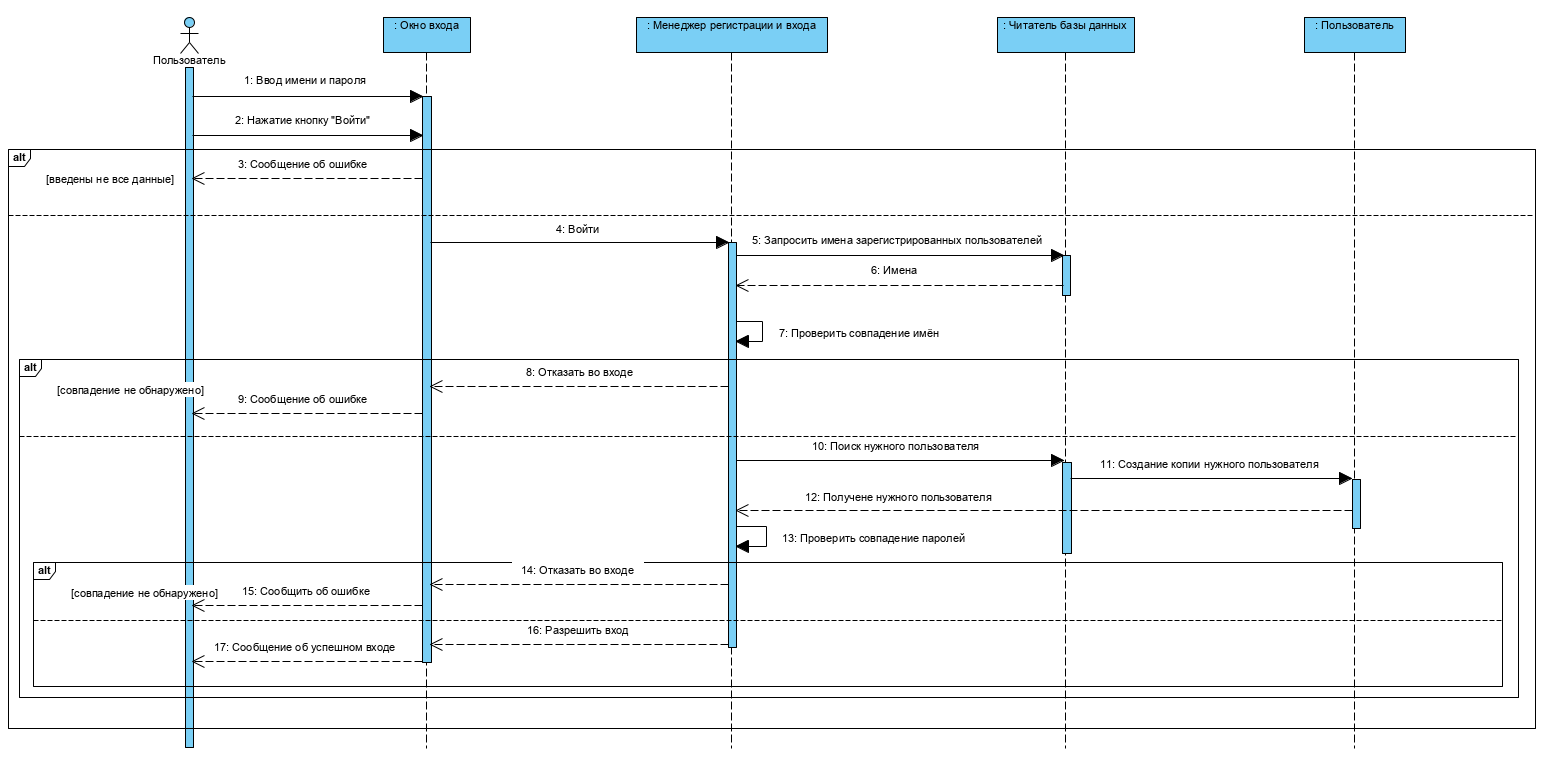 : Окно входа
: Менеджер регистрации и входа
: Читатель базы данных
: Пользователь
Пользователь
1: Ввод имени и пароля
2: Нажатие кнопку "Войти"
alt
3: Сообщение об ошибке
[введены не все данные]
4: Войти
5: Запросить имена зарегистрированных пользователей
6: Имена
7: Проверить совпадение имён
alt
8: Отказать во входе
[совпадение не обнаружено]
9: Сообщение об ошибке
10: Поиск нужного пользователя
11: Создание копии нужного пользователя
12: Получене нужного пользователя
13: Проверить совпадение паролей
alt
14: Отказать во входе
[совпадение не обнаружено]
15: Сообщить об ошибке
16: Разрешить вход
17: Сообщение об успешном входе